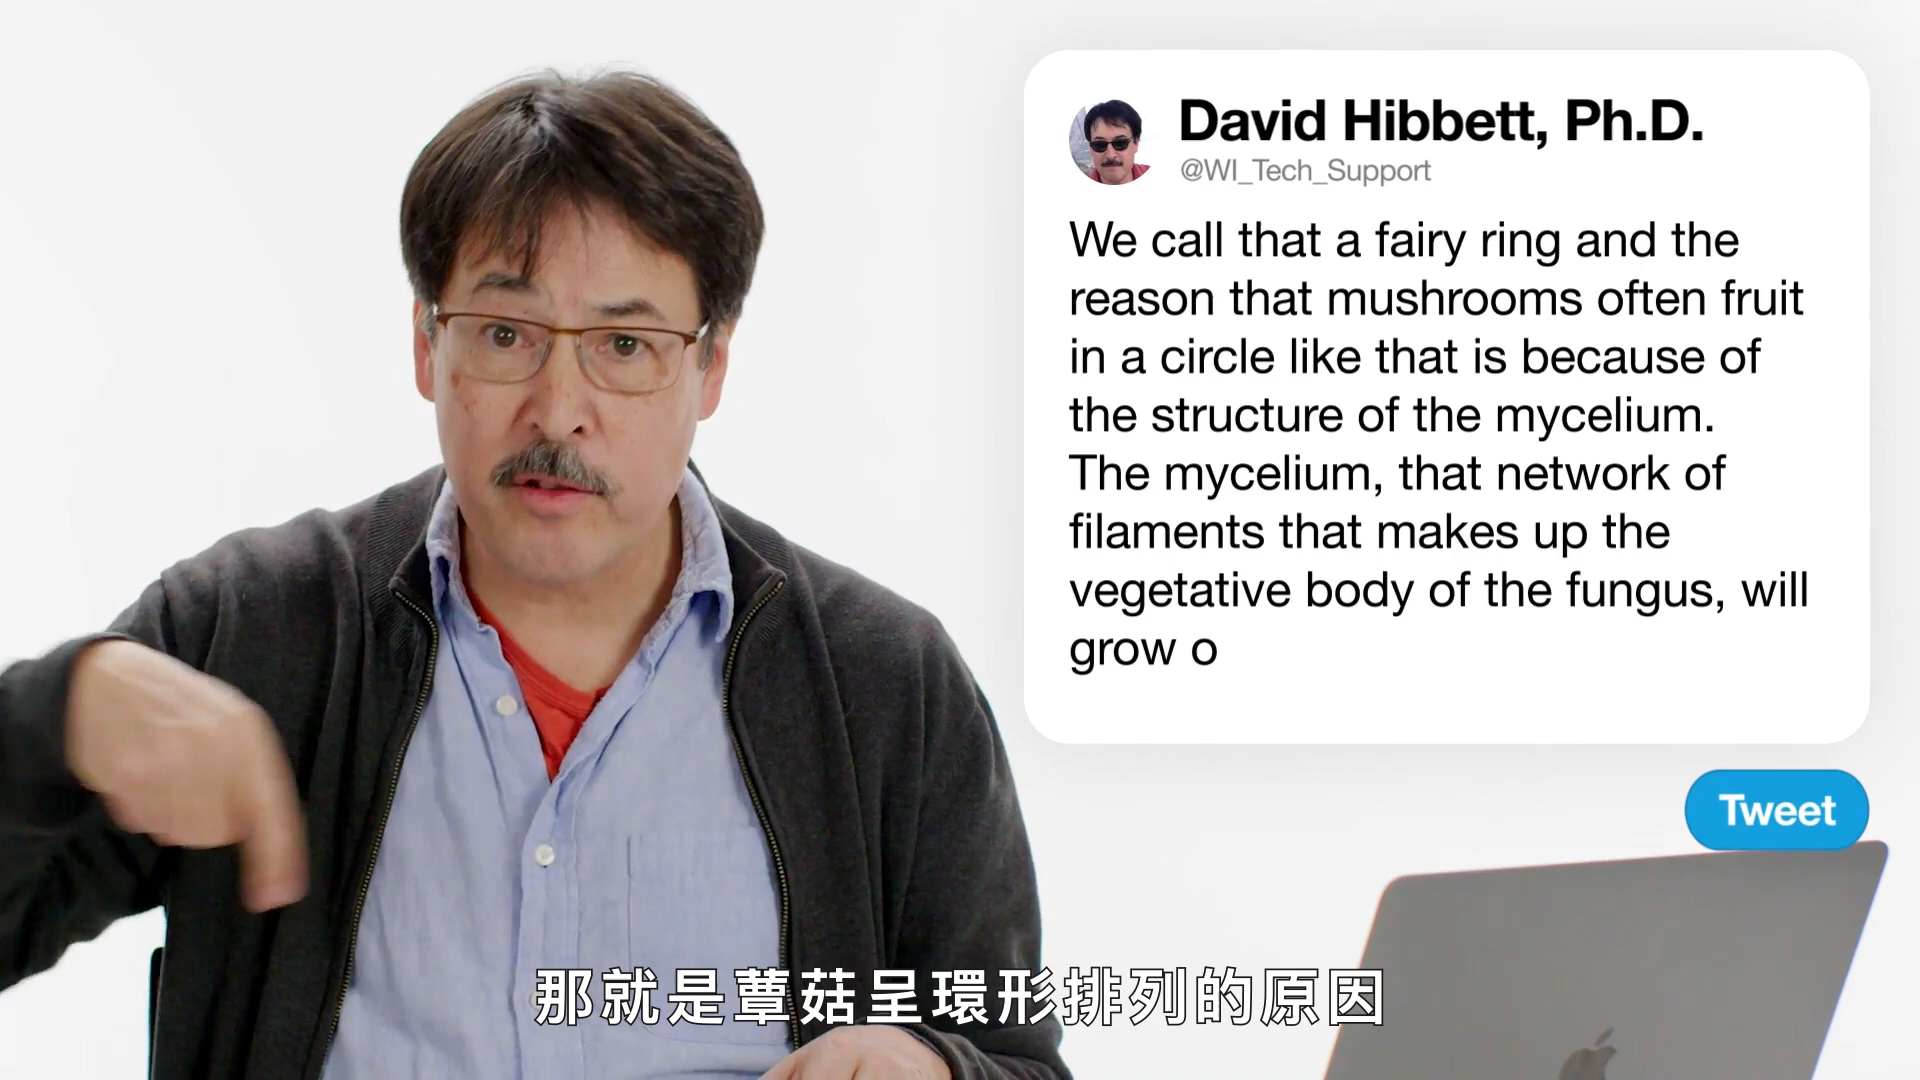 David Hibbett, Ph.D.
@WI_Tech_Support
We call that a fairy ring and the
reason that mushrooms often fruit
in a circle like that is because of
the structure of the mycelium.
The mycelium, that network of
filaments that makes up the
vegetative body of the fungus, will
grow o
Tweet
那就是蕈菇呈環形排列的原因